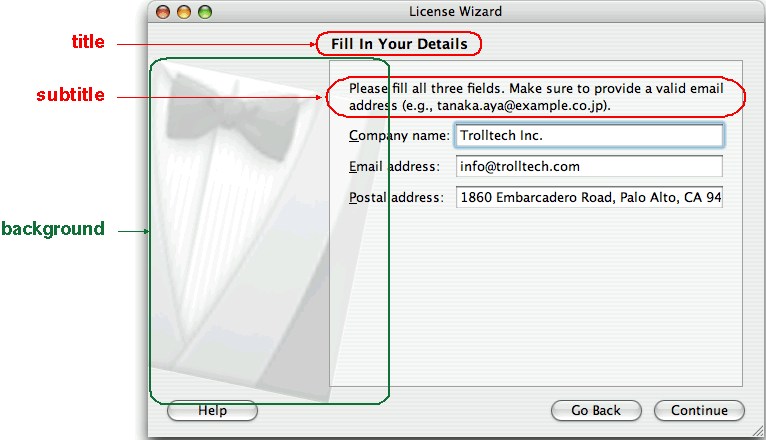 License Wizard
title
Fill In Your Details
subtitle
Please fill all three fields. Make sure to provide a valid email
address (e.g., tanaka.aya@example.co.jp).
Company name: Trolltech Inc.
Email address: info@trolltech.com
Postal address: 1860 Embarcadero Road, Palo Alto, CA 94
background
Help Go Back Continue